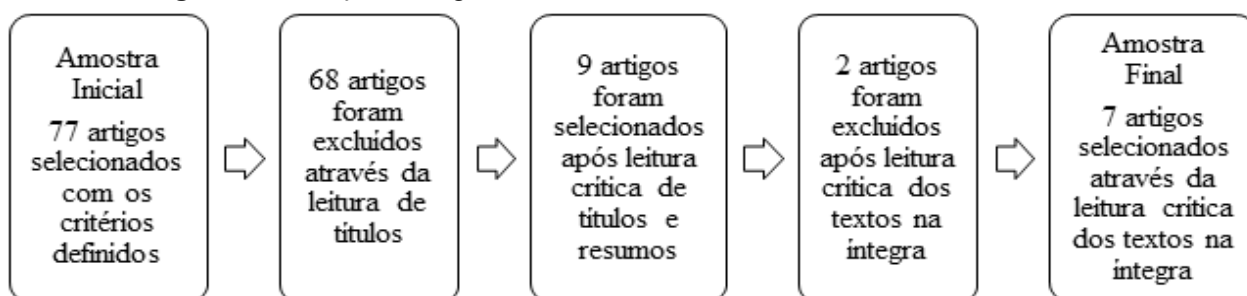 Amostra
Inicial
77 artigos
selecionados
com os
critérios
definidos
68 artigos
foram
excluídos
através da
leitura de
títulos
9 artigos
foram
selecionados
após leitura
crítica de
títulos e
resumos
2 artigos
foram
excluídos
após leitura
crítica dos
textos na
íntegra
Amostra
Final
7 artigos
selecionados
através da
leitura crítica
dos textos na
íntegra